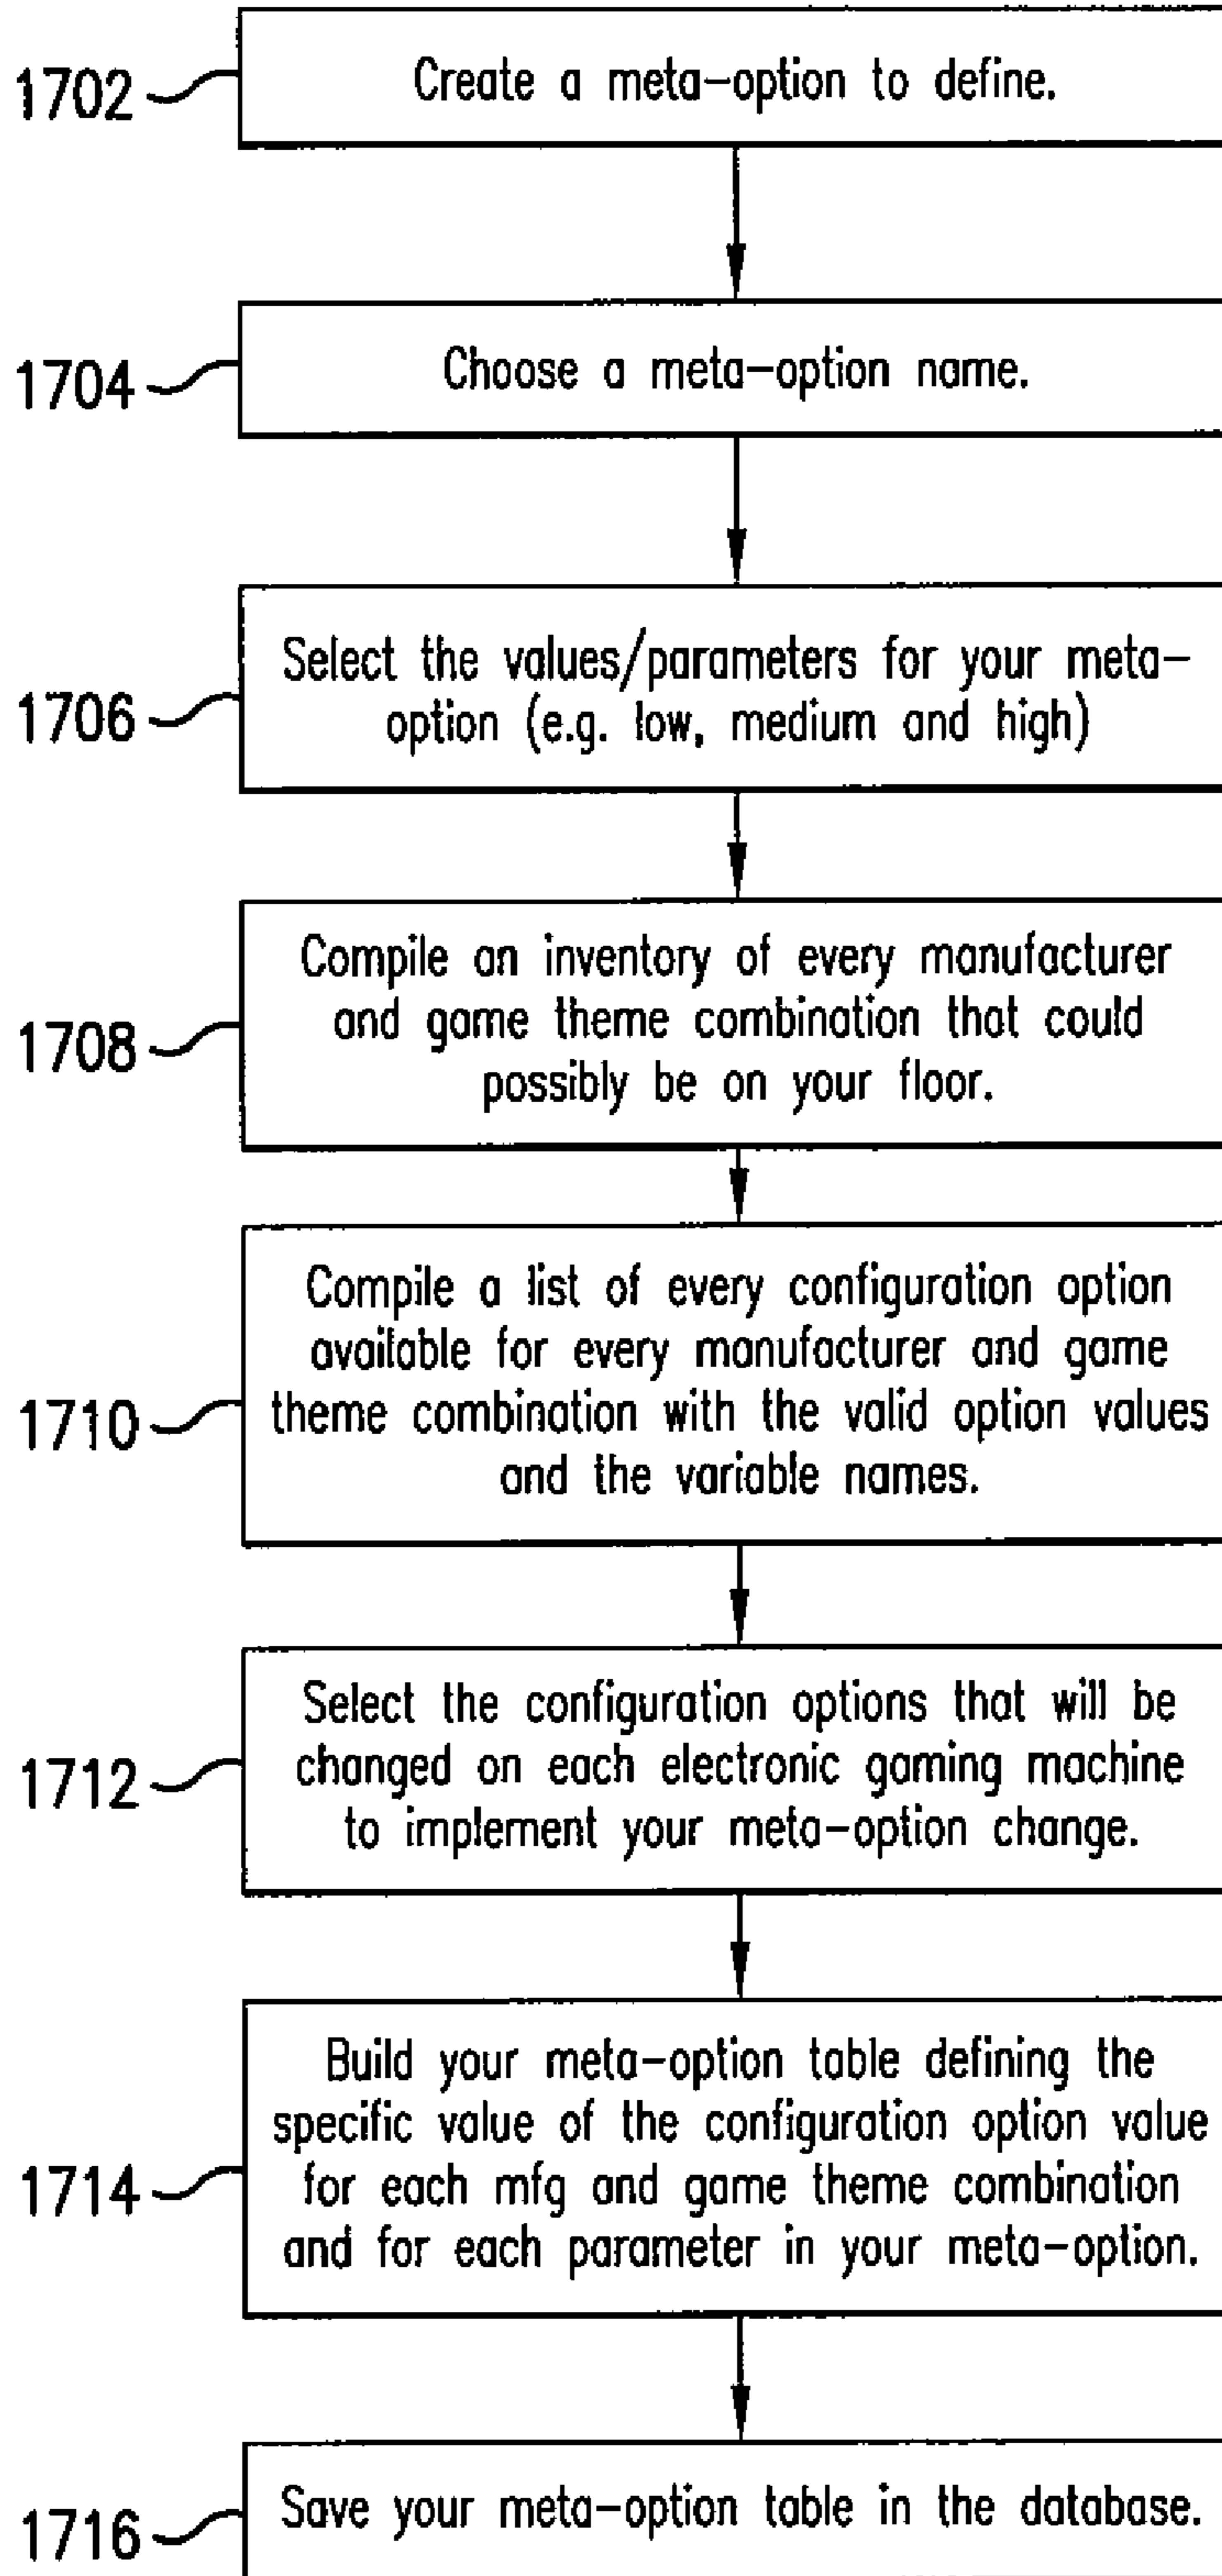 1702
Create a meta-option to define.
1704
Choose a meta-option name.
1706
Select the values/parameters for your meta-
option (e.g. low, medium and high)
1708
Compile an inventory of every manufacturer
and game theme combination that could
possibly be on your floor.
1710
Compile a list of every configuration option
available for every manufacturer and game
theme combination with the valid option values
and the variable names.
1712
Select the configuration options that will be
changed on each electronic gaming machine
to implement your meta-option change.
1714
Build your meta-option table defining the
specific value of the configuration option value
for each mfg and game theme combination
and for each parameter in your meta-option.
1716
Save your meta-option table in the database.